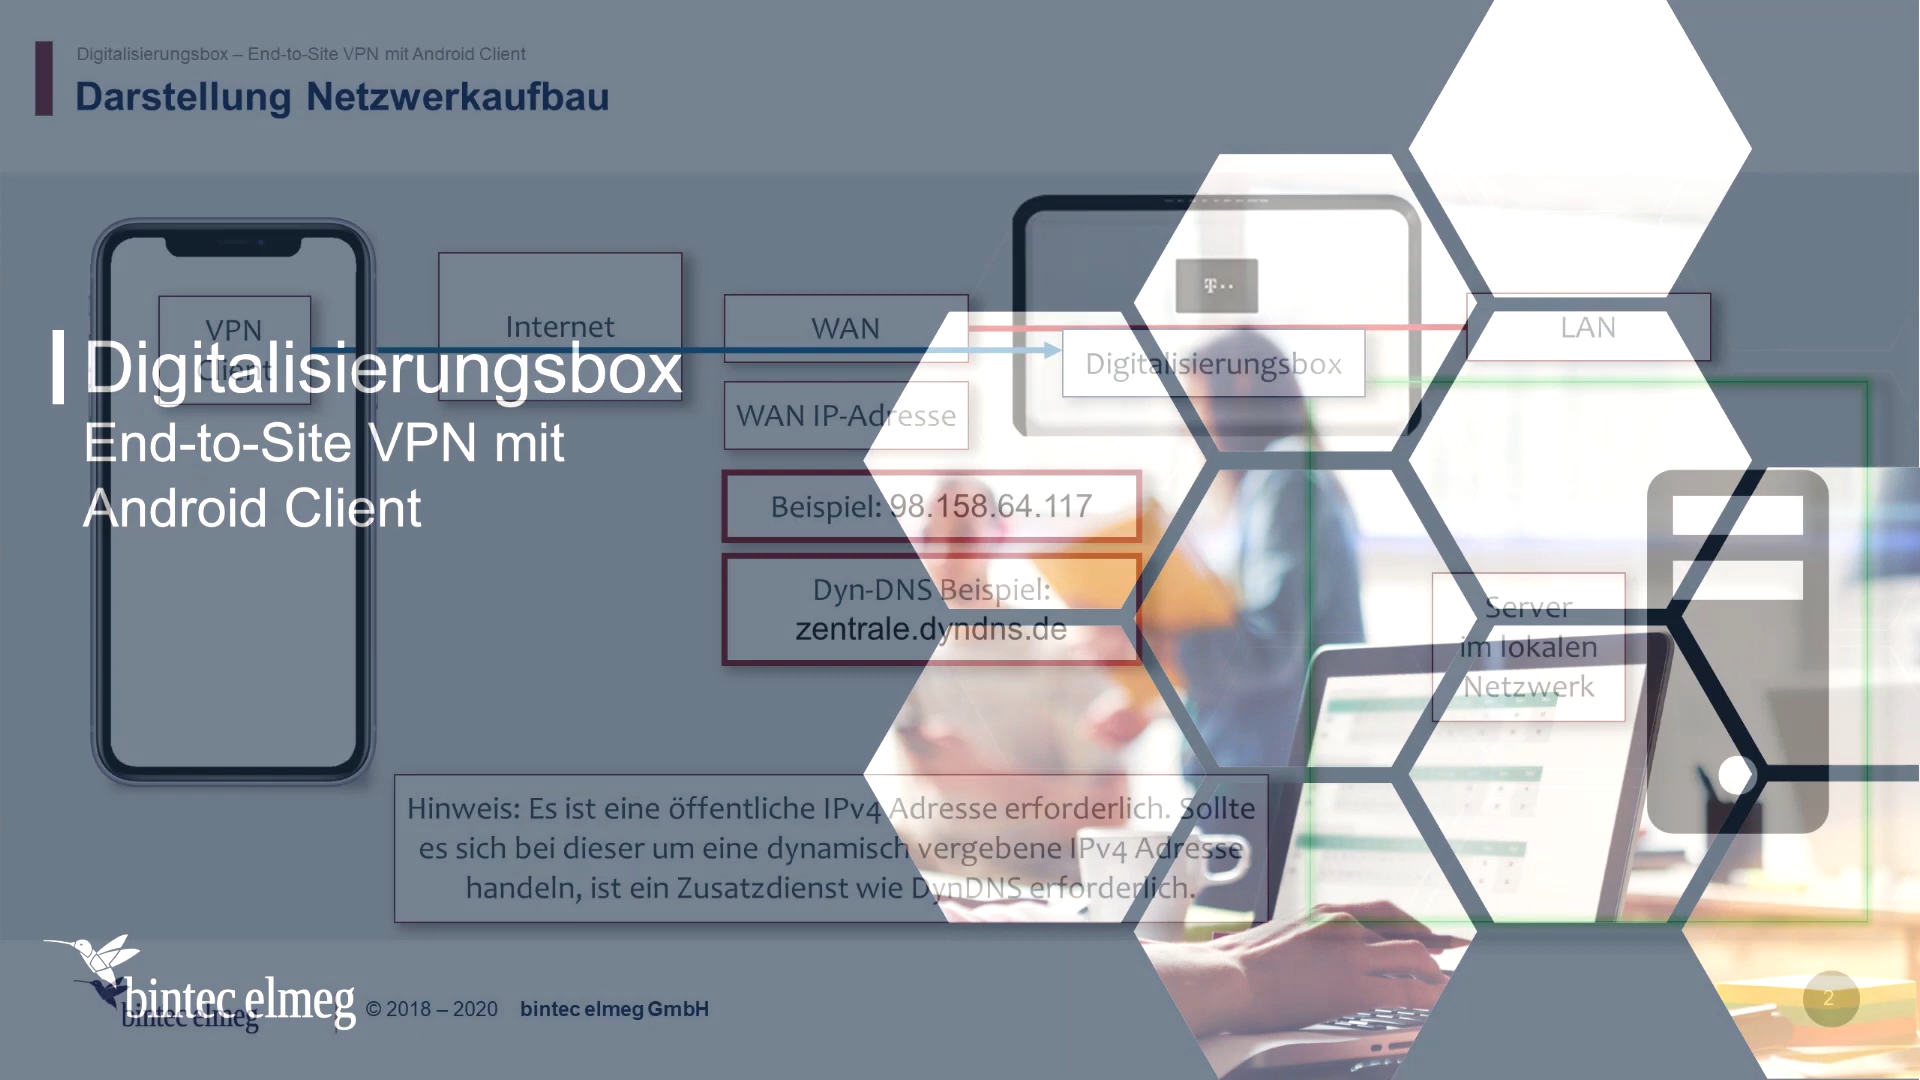 Digitalisierungsbox – End-to-Site VPN mit Android Client
Darstellung Netzwerkaufbau
VPN
Client
Internet
WAN
WAN IP-Adresse
Beispiel: 98.158.64.117
Dyn-DNS Beispiel:
zentrale.dyndns.de
T··
Digitalisierungsbox
LAN
Server
im lokalen
Netzwerk
Digitalisierungsbox
End-to-Site VPN mit
Android Client
Hinweis: Es ist eine öffentliche IPv4 Adresse erforderlich. Sollte
es sich bei dieser um eine dynamisch vergebene IPv4 Adresse
handeln, ist ein Zusatzdienst wie DynDNS erforderlich.
bintec elmeg
bintec elmeg
© 2018 – 2020 bintec elmeg GmbH
2